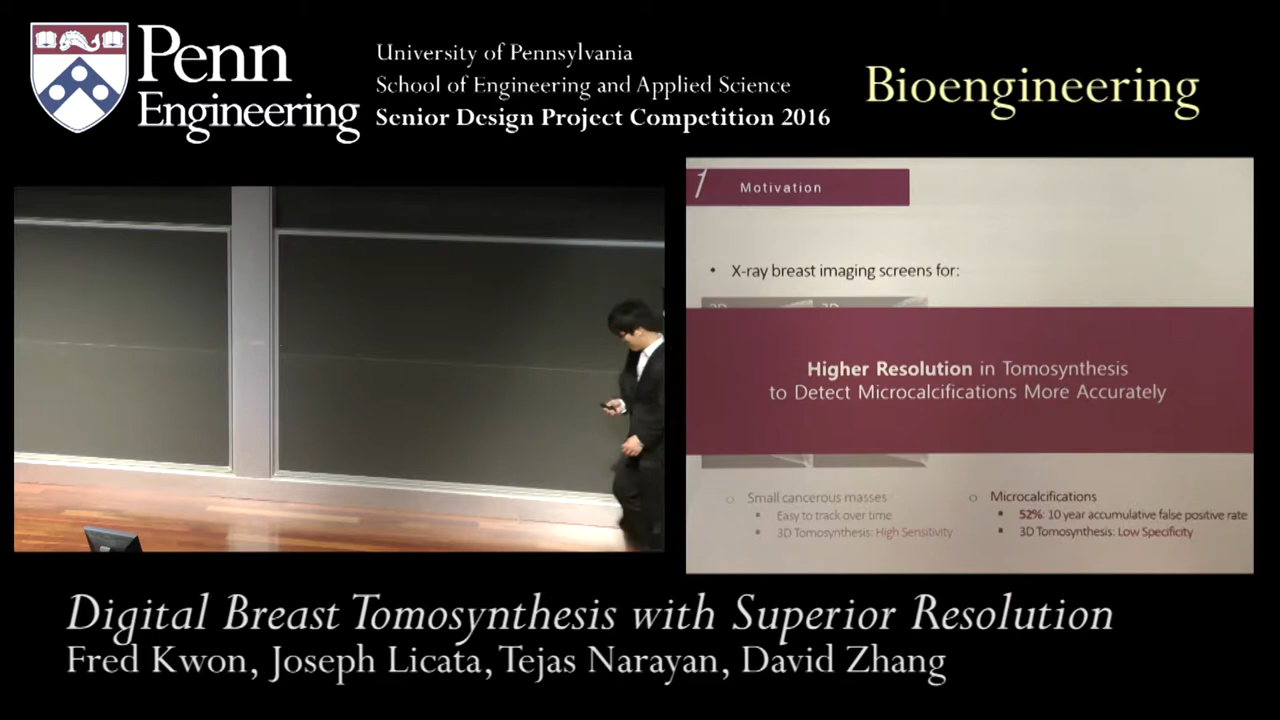 Penn
Engineering
University of Pennsylvania
School of Engineering and Applied Science
Senior Design Project Competition 2016
Bioengineering
1 Motivation
• X-ray breast imaging screens for:
Higher Resolution in Tomosynthesis
to Detect Microcalcifications More Accurately
○ Small cancerous masses
▪ Easy to track over time
▪ 3D Tomosynthesis: High Sensitivity
○ Microcalcifications
▪ 52%: 10 year accumulative false positive rate
▪ 3D Tomosynthesis: Low Specificity
Digital Breast Tomosynthesis with Superior Resolution
Fred Kwon, Joseph Licata, Tejas Narayan, David Zhang